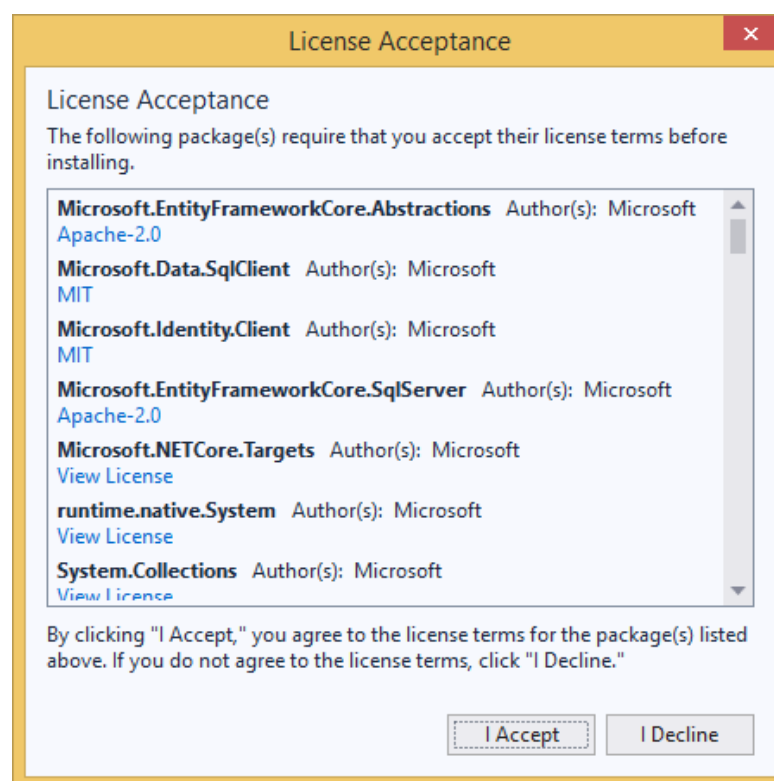 License Acceptance
License Acceptance
The following package(s) require that you accept their license terms before
installing.
Microsoft.EntityFrameworkCore.Abstractions Author(s): Microsoft
Apache-2.0
Microsoft.Data.SqlClient Author(s): Microsoft
MIT
Microsoft.Identity.Client Author(s): Microsoft
MIT
Microsoft.EntityFrameworkCore.SqlServer Author(s): Microsoft
Apache-2.0
Microsoft.NETCore.Targets Author(s): Microsoft
View License
runtime.native.System Author(s): Microsoft
View License
System.Collections Author(s): Microsoft
View License
By clicking "I Accept," you agree to the license terms for the package(s) listed
above. If you do not agree to the license terms, click "I Decline."
I Accept I Decline